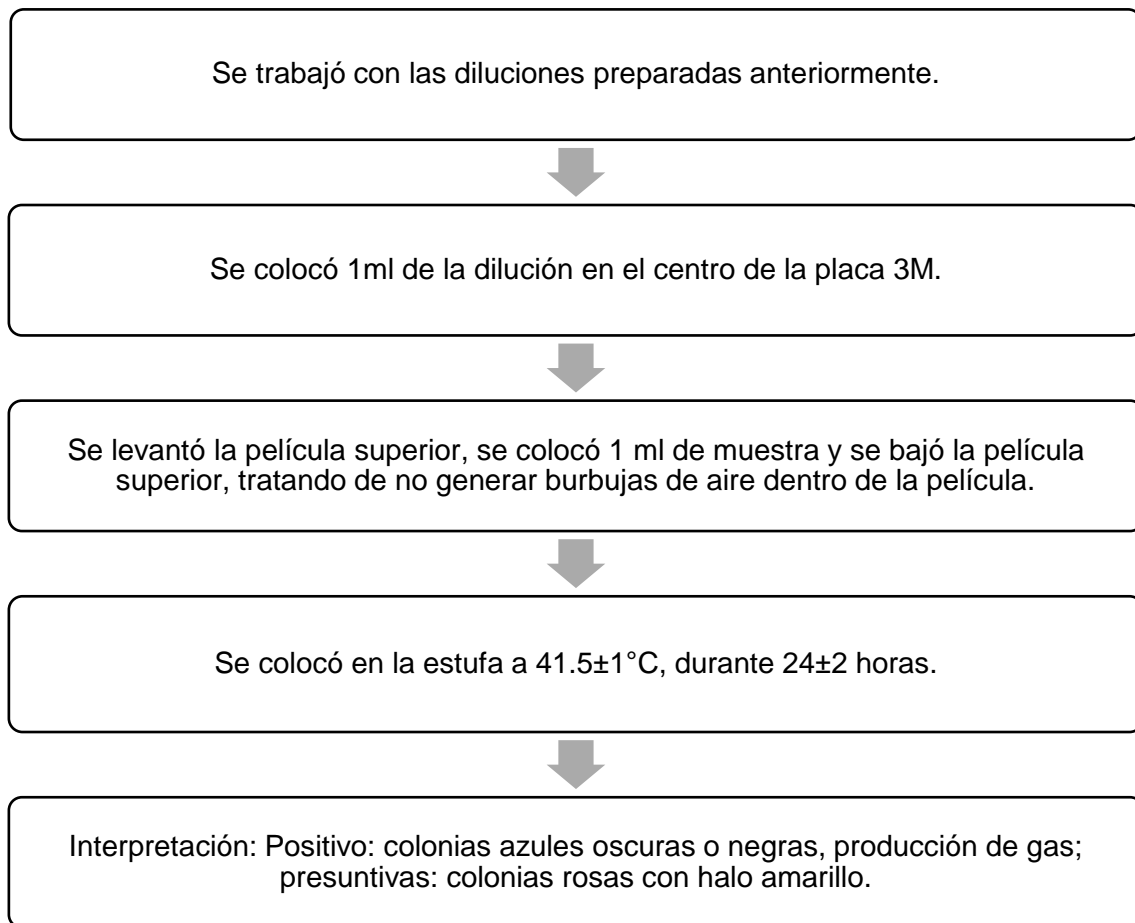 Se trabajó con las diluciones preparadas anteriormente.
Se colocó 1ml de la dilución en el centro de la placa 3M.
Se levantó la película superior, se colocó 1 ml de muestra y se bajó la película
superior, tratando de no generar burbujas de aire dentro de la película.
Se colocó en la estufa a 41.5±1°C, durante 24±2 horas.
Interpretación: Positivo: colonias azules oscuras o negras, producción de gas;
presuntivas: colonias rosas con halo amarillo.